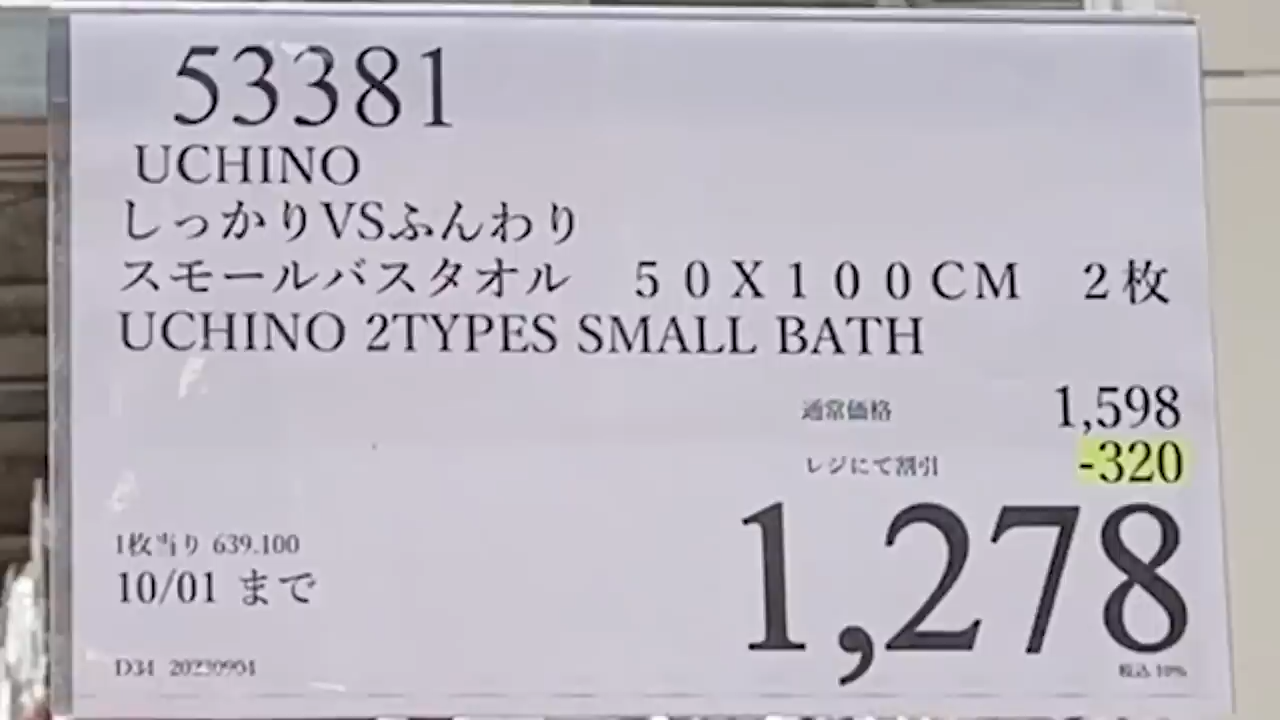 53381
UCHINO
しっかりVSふんわり
スモールバスタオル　５０X１００CM　２枚
UCHINO 2TYPES SMALL BATH
通常価格 1,598
レジにて割引 -320
1,278
1枚当り 639.100
10/01 まで
D34 20230904
税込 10%